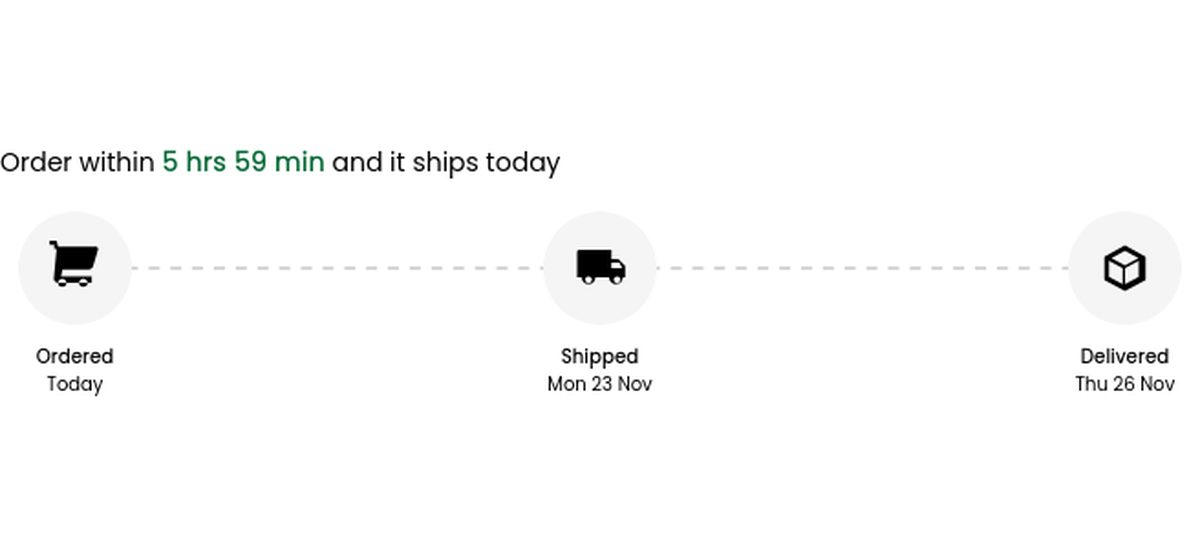 Order within 5 hrs 59 min and it ships today
Ordered
Today
Shipped
Mon 23 Nov
Delivered
Thu 26 Nov